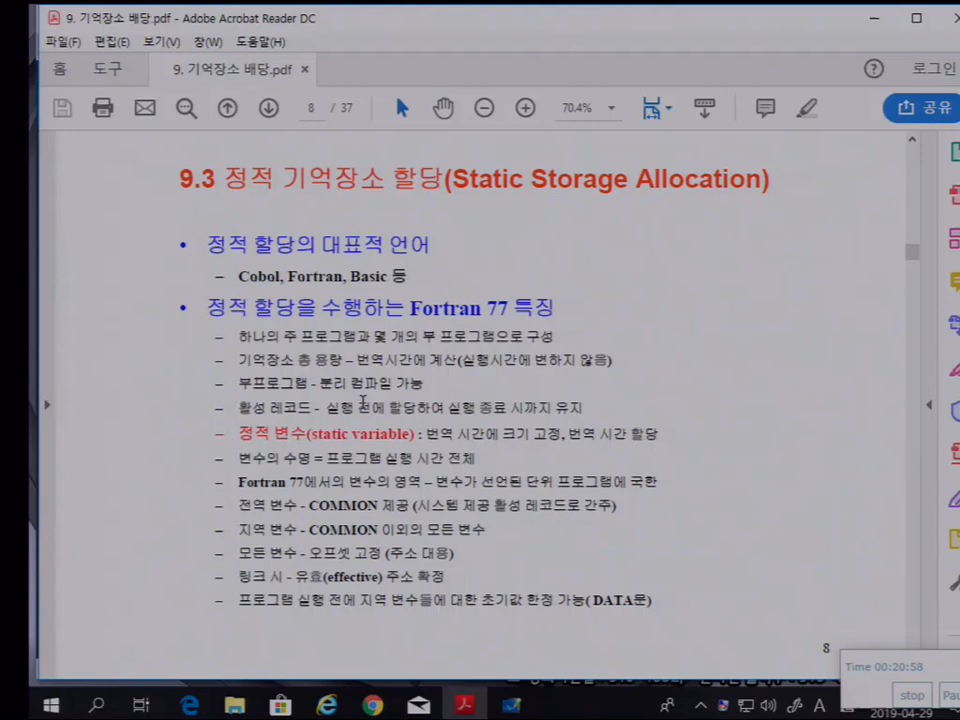 9. 기억장소 배당.pdf - Adobe Acrobat Reader DC
파일(F) 편집(E) 보기(V) 창(W) 도움말(H)
홈 도구 9. 기억장소 배당.pdf × ? 로그인
8 / 37 70.4% 공유
9.3 정적 기억장소 할당(Static Storage Allocation)
• 정적 할당의 대표적 언어
– Cobol, Fortran, Basic 등
• 정적 할당을 수행하는 Fortran 77 특징
– 하나의 주 프로그램과 몇 개의 부 프로그램으로 구성
– 기억장소 총 용량 – 번역시간에 계산(실행시간에 변하지 않음)
– 부프로그램 - 분리 컴파일 가능
– 활성 레코드 - 실행 전에 할당하여 실행 종료 시까지 유지
– 정적 변수(static variable) : 번역 시간에 크기 고정, 번역 시간 할당
– 변수의 수명 = 프로그램 실행 시간 전체
– Fortran 77에서의 변수의 영역 – 변수가 선언된 단위 프로그램에 국한
– 전역 변수 - COMMON 제공 (시스템 제공 활성 레코드로 간주)
– 지역 변수 - COMMON 이외의 모든 변수
– 모든 변수 - 오프셋 고정 (주소 대용)
– 링크 시 - 유효(effective) 주소 확정
– 프로그램 실행 전에 지역 변수들에 대한 초기값 한정 가능( DATA문)
8
Time 00:20:58
stop
A
2019-04-29